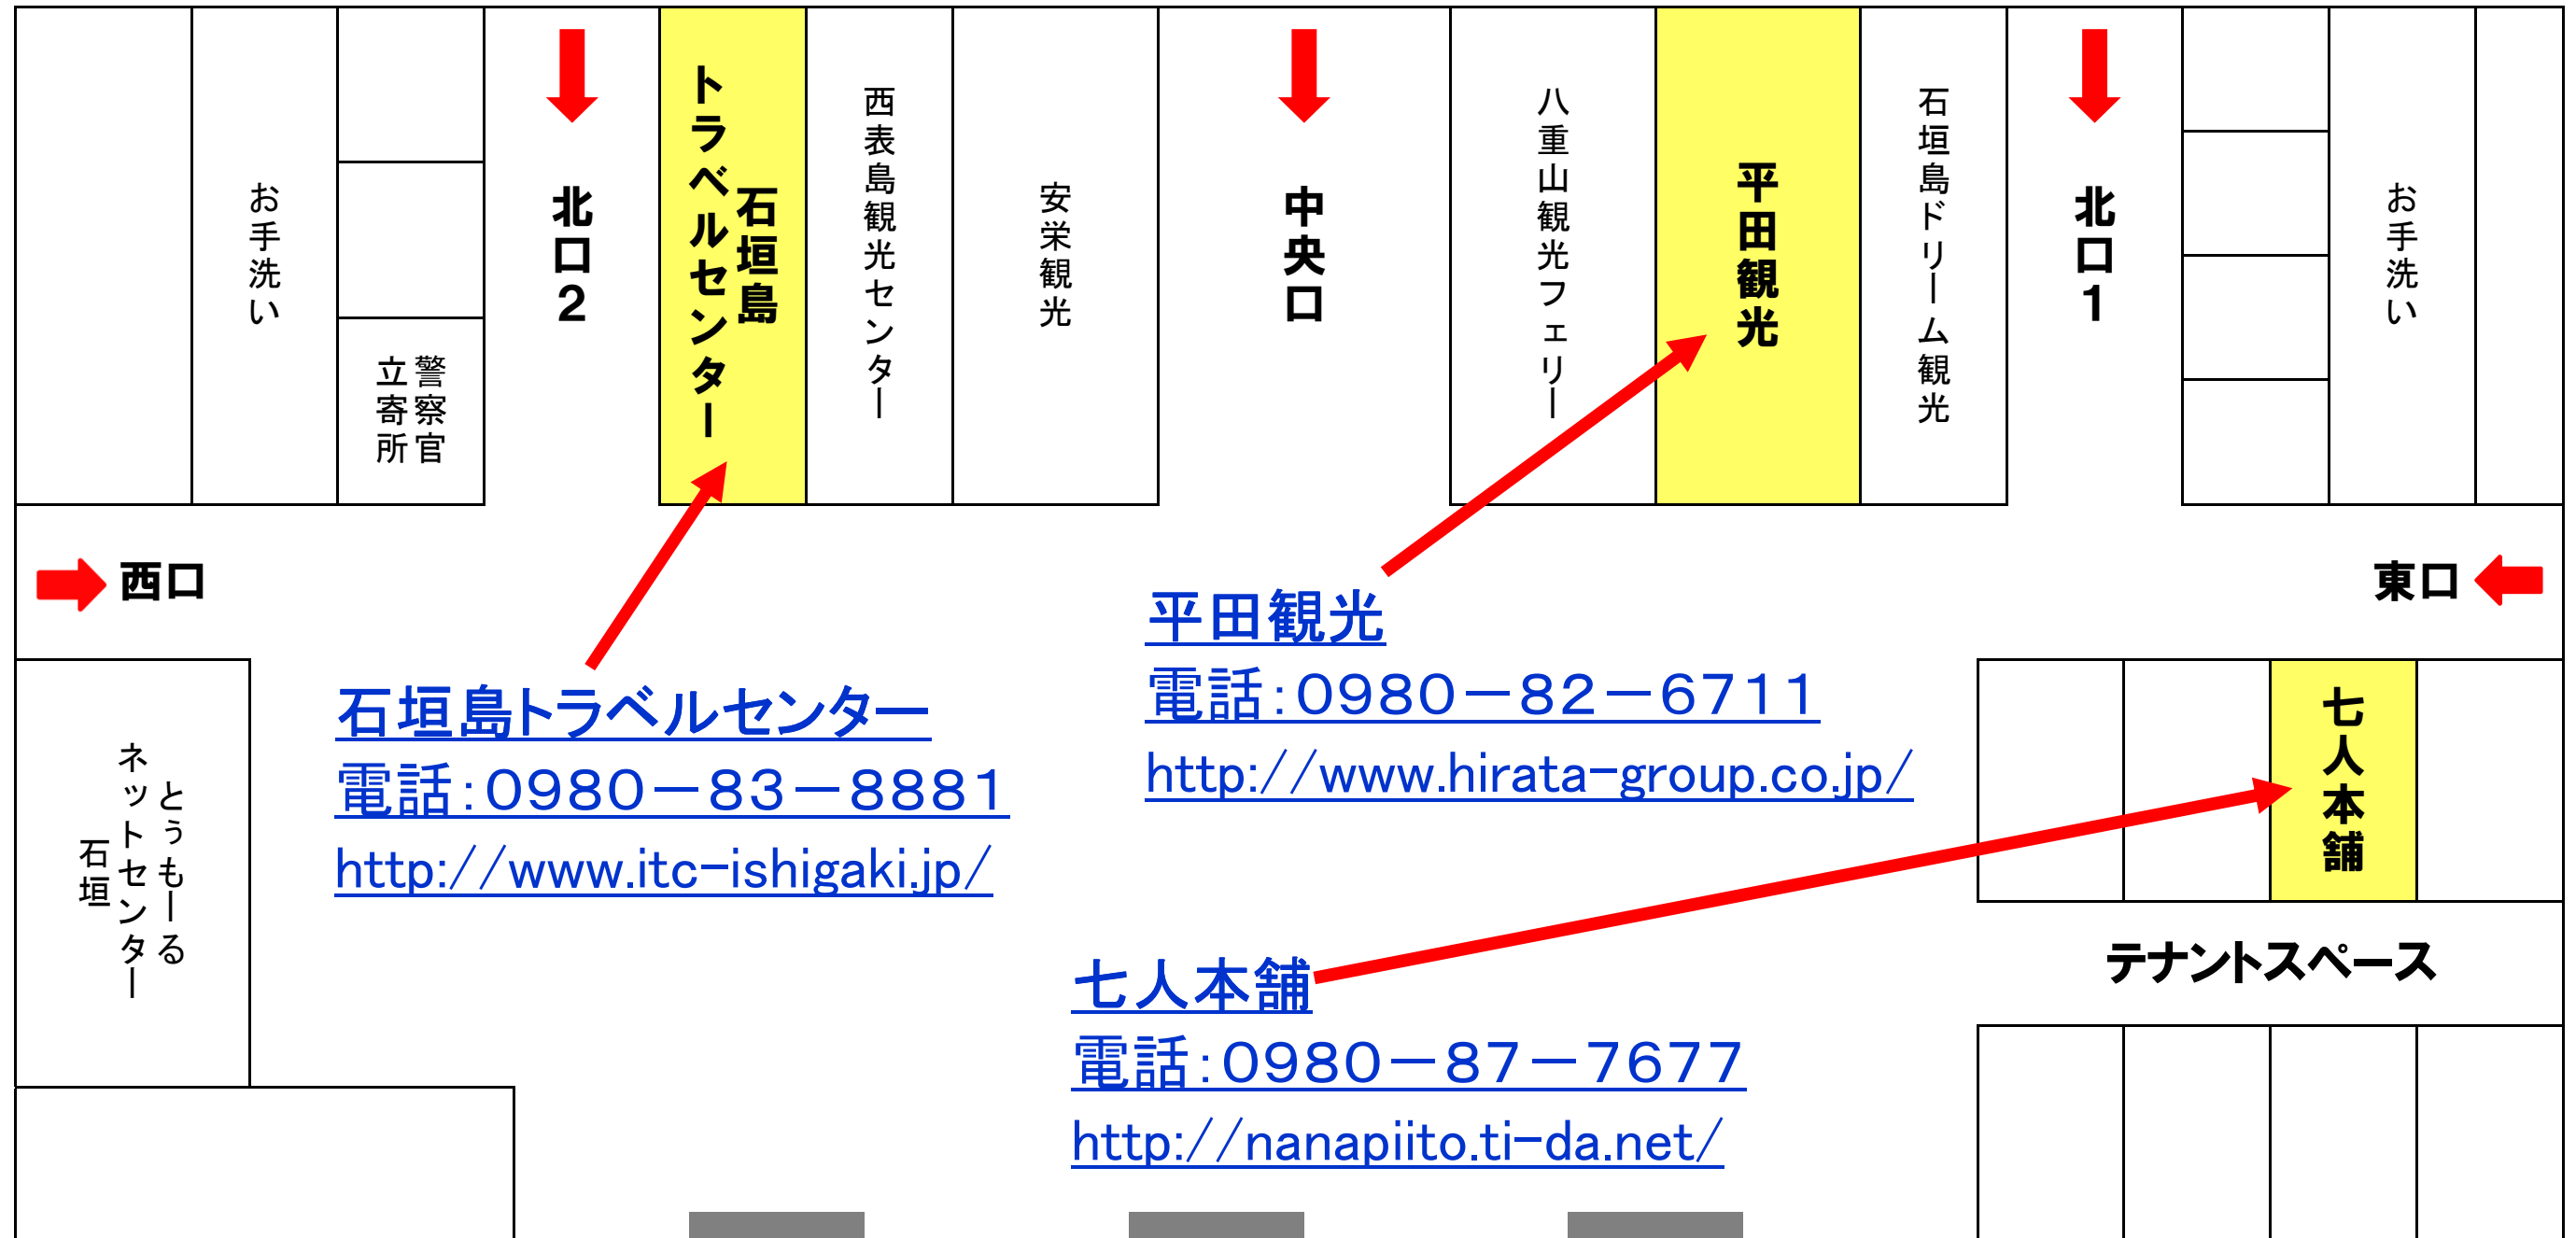 お手洗い
警察官
立寄所
北口2
石垣島
トラベルセンター
西表島観光センター
安栄観光
中央口
八重山観光フェリー
平田観光
石垣島ドリーム観光
北口1
お手洗い
西口
東口
平田観光
電話:0980-82-6711
http://www.hirata-group.co.jp/
石垣島トラベルセンター
電話:0980-83-8881
http://www.itc-ishigaki.jp/
とぅもーる
ネットセンター
石垣
七人本舗
テナントスペース
七人本舗
電話:0980-87-7677
http://nanapiito.ti-da.net/